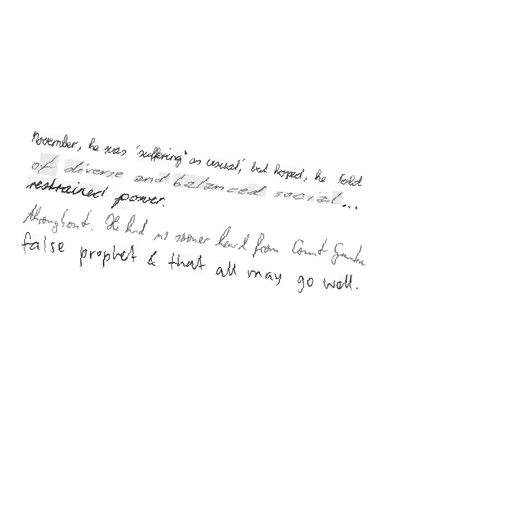 November, he was 'suffering' as usual', but hoped, he told
of diverse and balanced social...
restrained power.
throughout. He had no sooner heard from Count
false prophet & that all may go well.